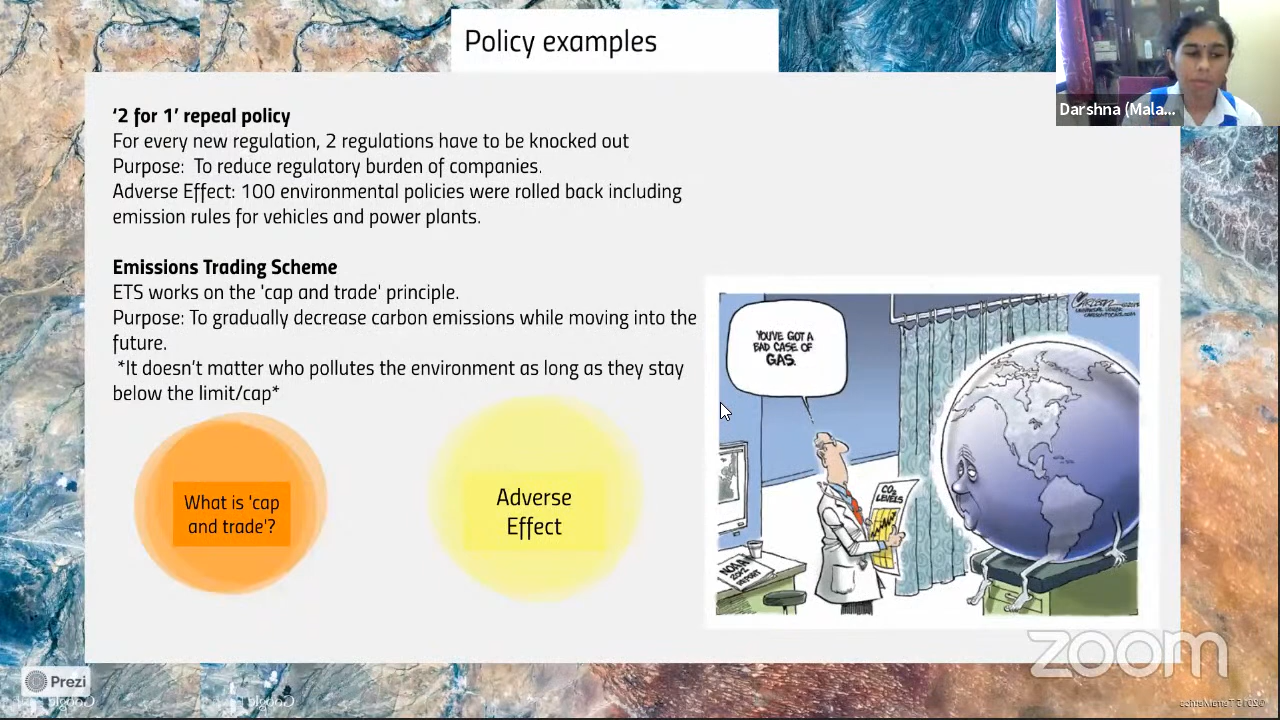 Policy examples
Darshna (Mala...
'2 for 1' repeal policy
For every new regulation, 2 regulations have to be knocked out
Purpose:  To reduce regulatory burden of companies.
Adverse Effect: 100 environmental policies were rolled back including
emission rules for vehicles and power plants.
Emissions Trading Scheme
ETS works on the 'cap and trade' principle.
Purpose: To gradually decrease carbon emissions while moving into the
future.
*It doesn't matter who pollutes the environment as long as they stay
below the limit/cap*
What is 'cap
and trade'?
Adverse
Effect
YOU'VE GOT A
BAD CASE OF
GAS.
CO2
LEVELS
NOAA
2012
REPORT
zoom
Prezi